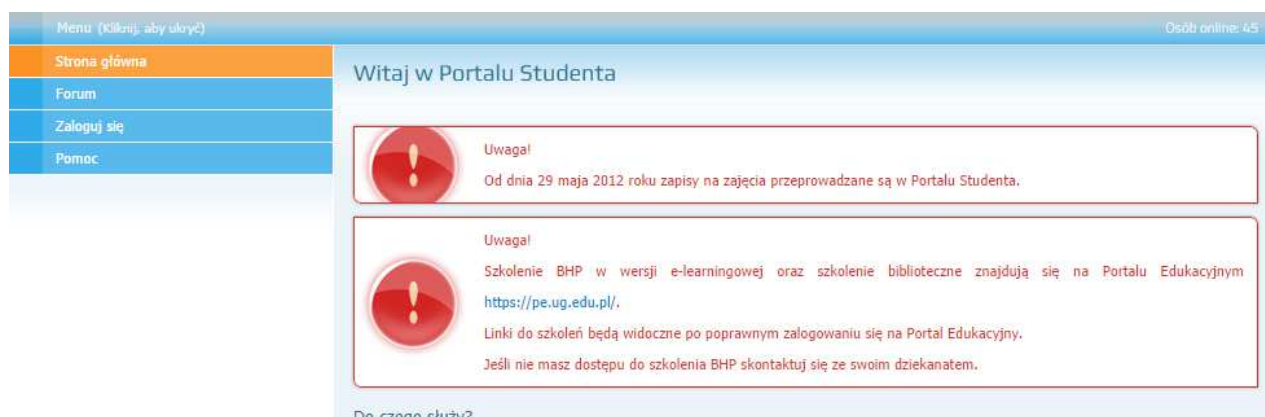 Menu (Kliknij, aby ukryć)
Osób online: 45
Strona główna
Forum
Zaloguj się
Pomoc
Witaj w Portalu Studenta
Uwaga!
Od dnia 29 maja 2012 roku zapisy na zajęcia przeprowadzane są w Portalu Studenta.
Uwaga!
Szkolenie BHP w wersji e-learningowej oraz szkolenie biblioteczne znajdują się na Portalu Edukacyjnym
https://pe.ug.edu.pl/.
Linki do szkoleń będą widoczne po poprawnym zalogowaniu się na Portal Edukacyjny.
Jeśli nie masz dostępu do szkolenia BHP skontaktuj się ze swoim dziekanatem.
Do czego służy?